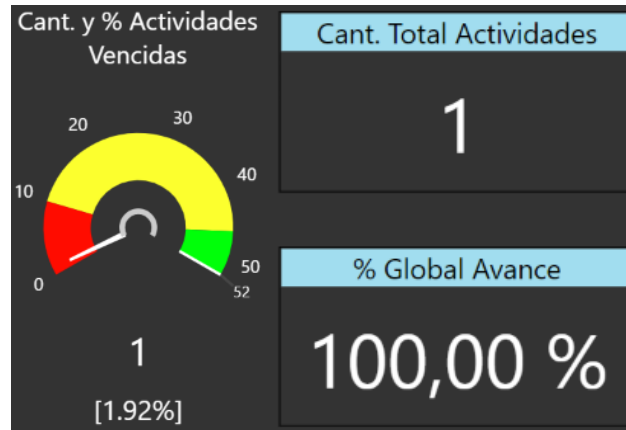 Cant. y % Actividades
Vencidas
0
10
20
30
40
50
52
1
[1.92%]
Cant. Total Actividades
1
% Global Avance
100,00 %